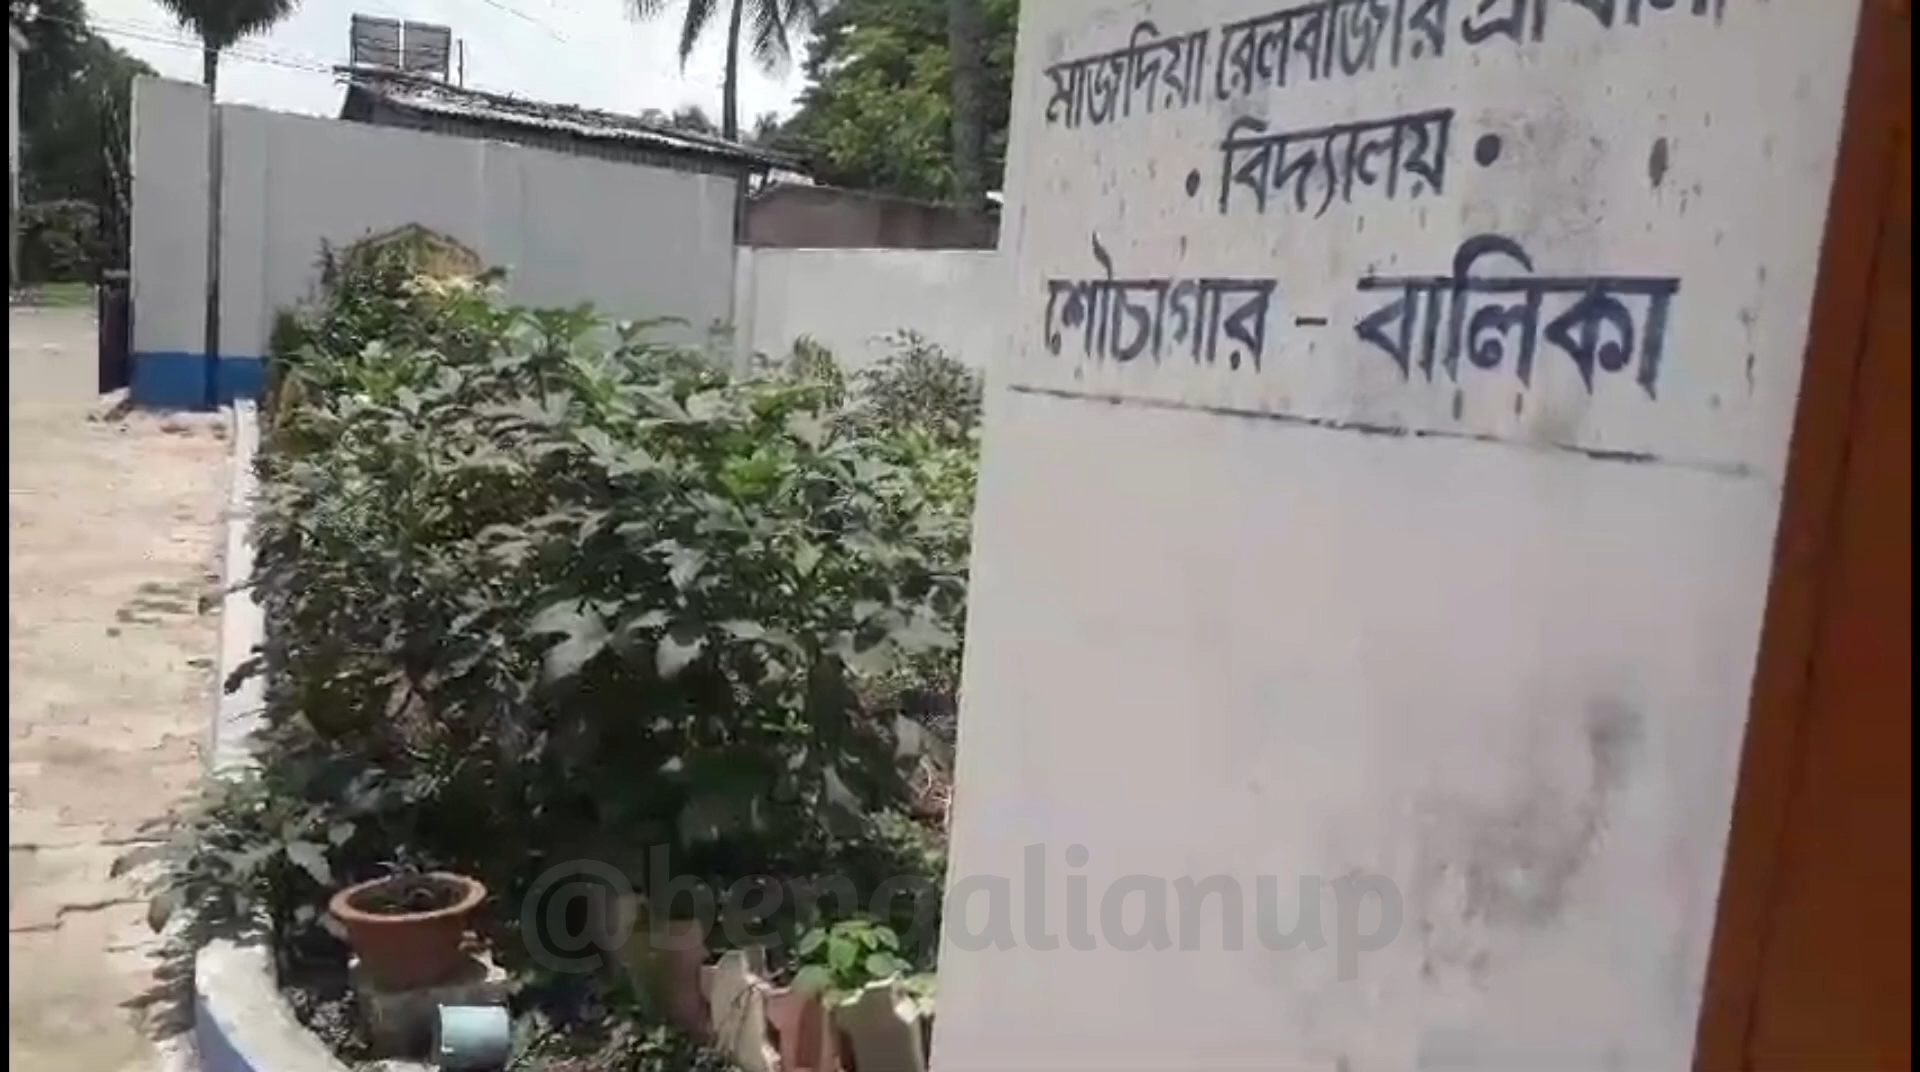 মাজদিয়া রেলবাজার
• বিদ্যালয় •
শৌচাগার - বালিকা
@bengalianup